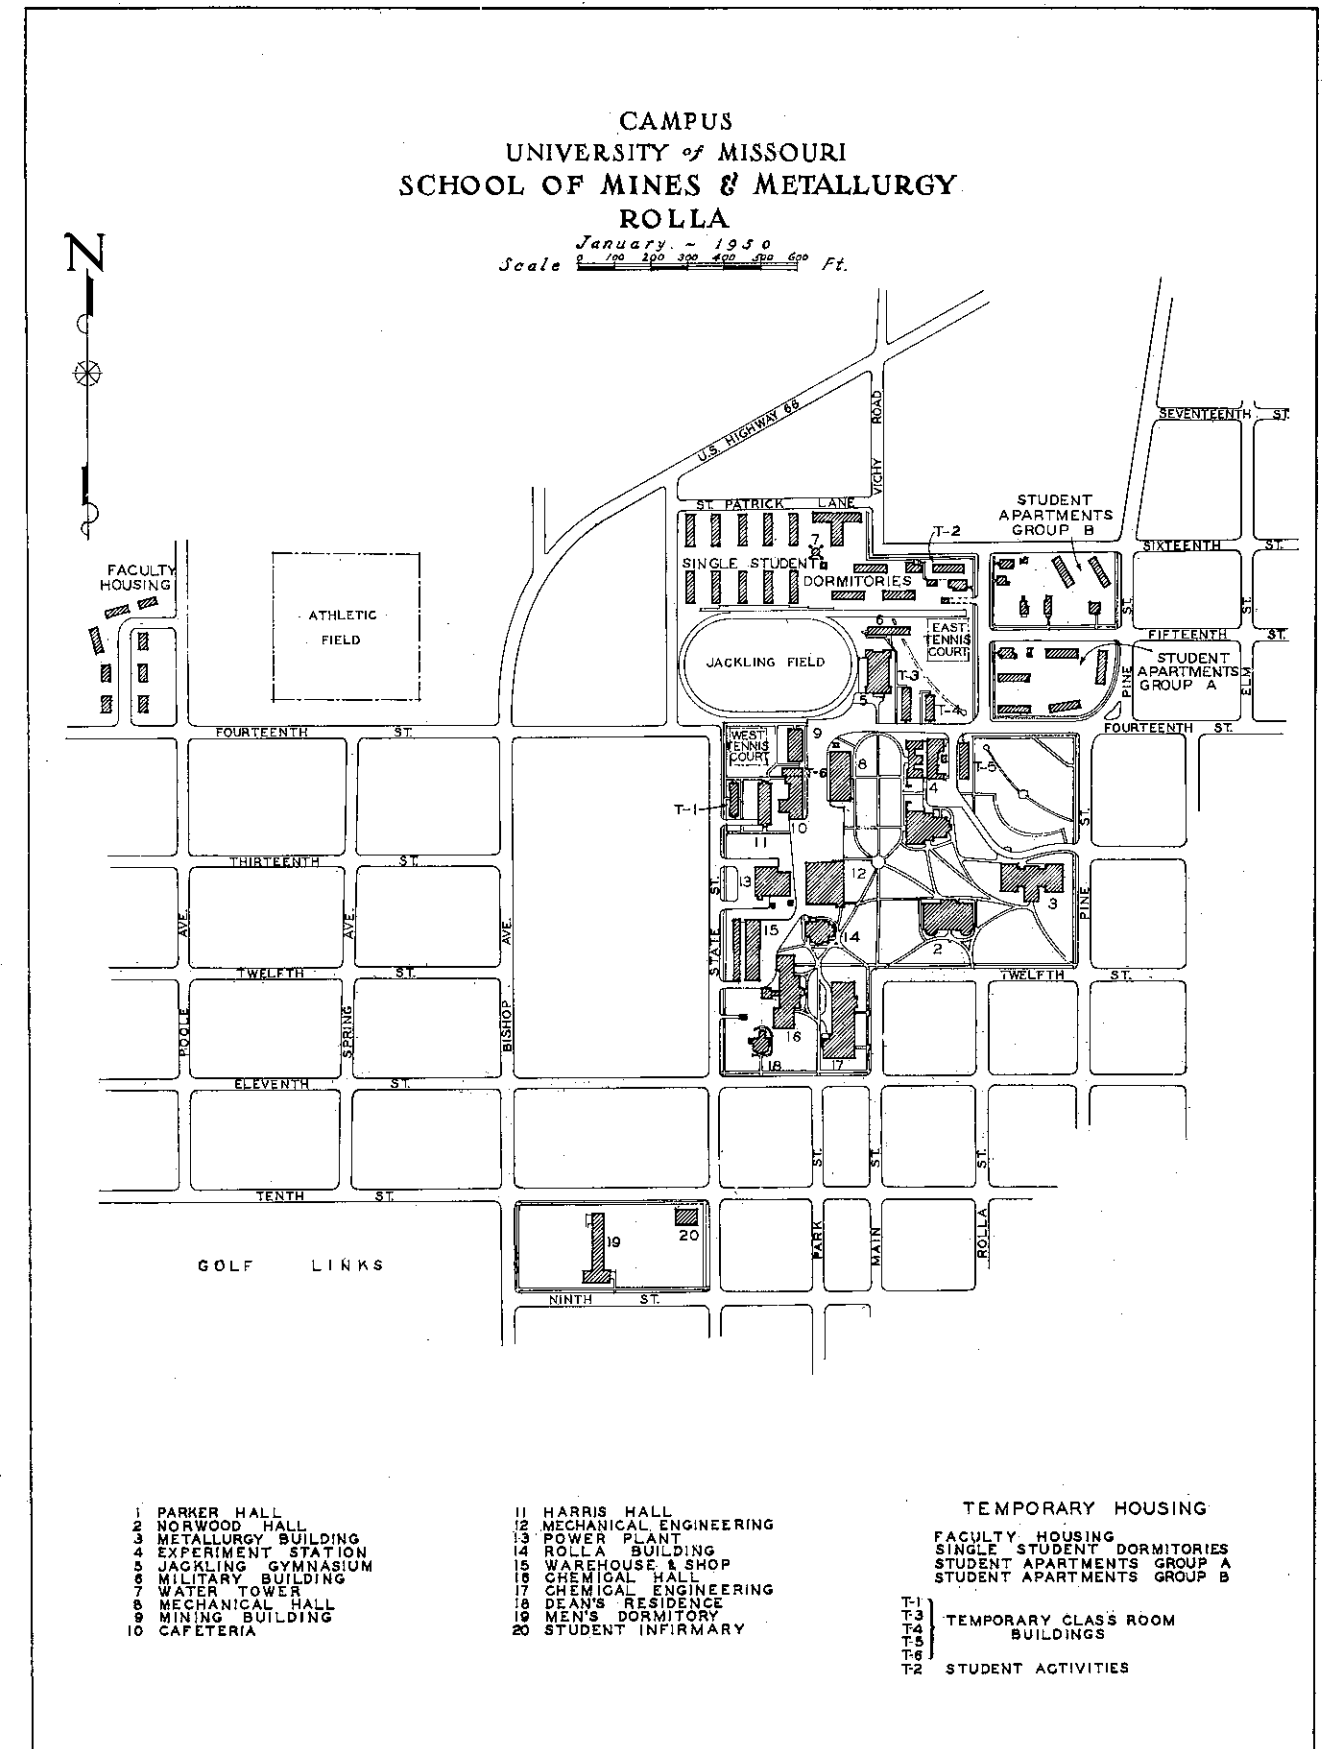 CAMPUS
UNIVERSITY of MISSOURI
SCHOOL OF MINES & METALLURGY
ROLLA
January. ~ 1950
Scale 0 100 200 300 400 500 600 Ft.
N
U.S. HIGHWAY 66
VICHY ROAD
SEVENTEENTH ST.
ST. PATRICK LANE
STUDENT
APARTMENTS
GROUP B
T-2
7
SIXTEENTH ST.
SINGLE STUDENT
DORMITORIES
FACULTY
HOUSING
ATHLETIC
FIELD
6
EAST
TENNIS
COURT
FIFTEENTH ST.
JACKLING FIELD
STUDENT
APARTMENTS
GROUP A
T-3
5
T-4
PINE ST.
ELM ST.
FOURTEENTH ST.
FOURTEENTH ST.
WEST
TENNIS
COURT
9
8
T-6
T-5
4
T-1
10
11
THIRTEENTH ST.
13
12
3
STATE ST.
PINE ST.
POOLE AVE.
SPRING AVE.
BISHOP AVE.
15
14
2
TWELFTH ST.
TWELFTH ST.
16
17
18
ELEVENTH ST.
PARK ST.
MAIN ST.
ROLLA ST.
TENTH ST.
19
20
GOLF LINKS
NINTH ST.
1 PARKER HALL
2 NORWOOD HALL
3 METALLURGY BUILDING
4 EXPERIMENT STATION
5 JACKLING GYMNASIUM
6 MILITARY BUILDING
7 WATER TOWER
8 MECHANICAL HALL
9 MINING BUILDING
10 CAFETERIA
11 HARRIS HALL
12 MECHANICAL ENGINEERING
13 POWER PLANT
14 ROLLA BUILDING
15 WAREHOUSE & SHOP
16 CHEMICAL HALL
17 CHEMICAL ENGINEERING
18 DEAN'S RESIDENCE
19 MEN'S DORMITORY
20 STUDENT INFIRMARY
TEMPORARY HOUSING
FACULTY HOUSING
SINGLE STUDENT DORMITORIES
STUDENT APARTMENTS GROUP A
STUDENT APARTMENTS GROUP B
T-1
T-3
T-4
T-5
T-6
TEMPORARY CLASS ROOM
BUILDINGS
T-2 STUDENT ACTIVITIES